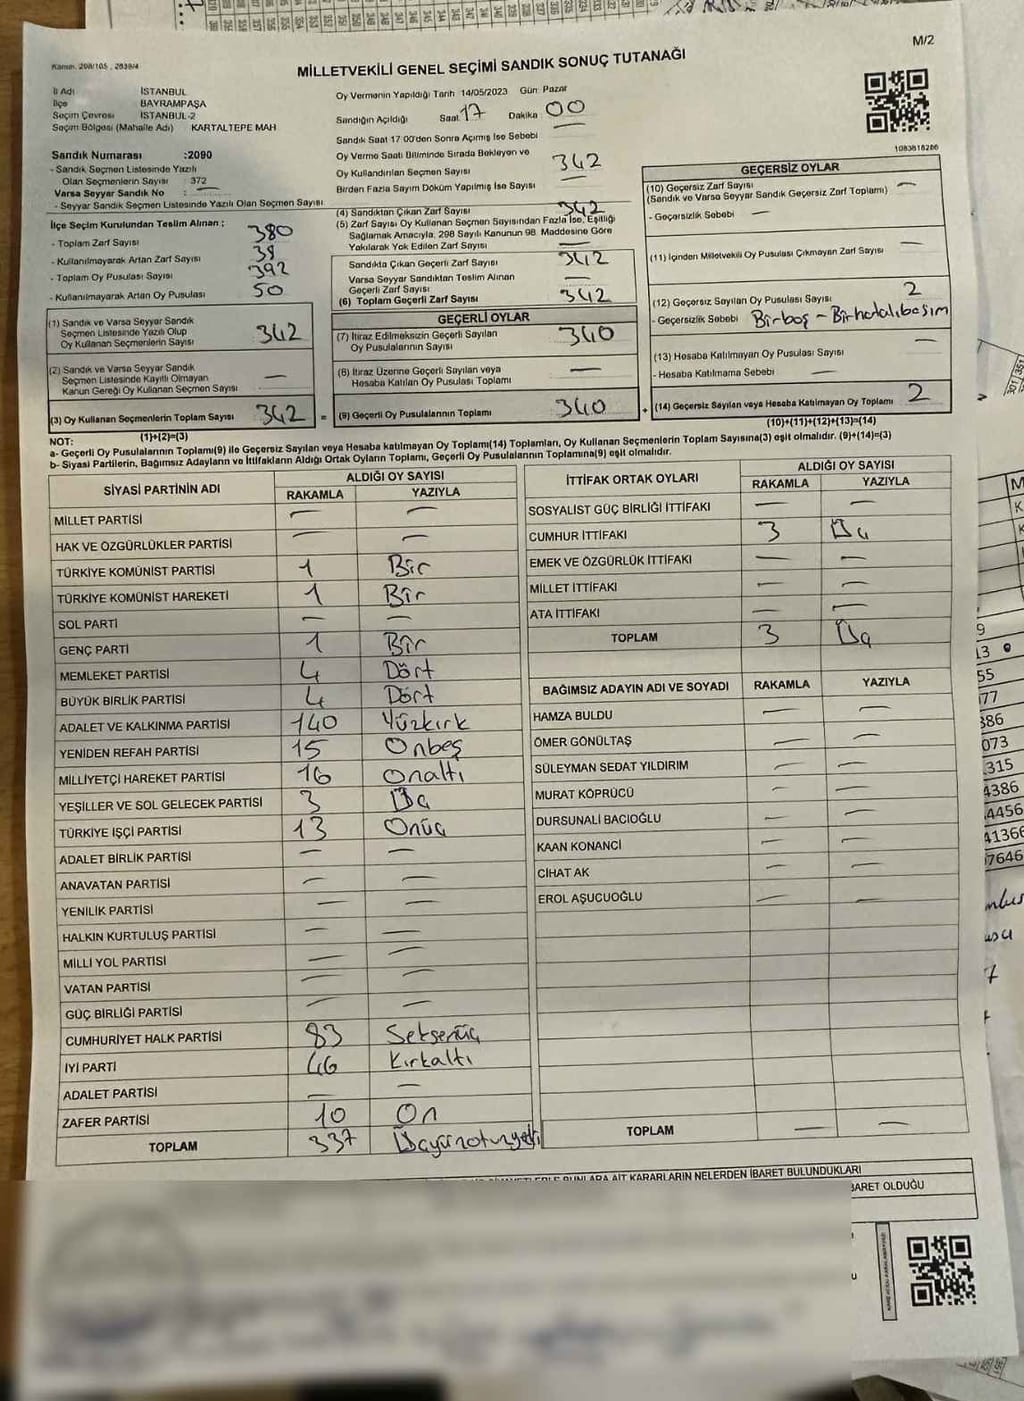 M/2
Kanun. 298/105 , 2839/4
MİLLETVEKİLİ GENEL SEÇİMİ SANDIK SONUÇ TUTANAĞI
İl Adı İSTANBUL
İlçe BAYRAMPAŞA
Seçim Çevresi İSTANBUL-2
Seçim Bölgesi (Mahalle Adı) KARTALTEPE MAH
Sandık Numarası :2090
- Sandık Seçmen Listesinde Yazılı
Olan Seçmenlerin Sayısı : 372
Varsa Seyyar Sandık No : —
- Seyyar Sandık Seçmen Listesinde Yazılı Olan Seçmen Sayısı
Oy Vermenin Yapıldığı Tarih 14/05/2023 Gün Pazar
Sandığın Açıldığı Saat 17 Dakika 00
Sandık Saat 17 00'den Sonra Açımış İse Sebebi —
Oy Verme Saati Bitiminde Sırada Bekleyen ve
Oy Kullandırılan Seçmen Sayısı 342
Birden Fazla Sayım Döküm Yapılmış İse Sayısı —
1083818286
İlçe Seçim Kurulundan Teslim Alınan :
- Toplam Zarf Sayısı 380
- Kullanılmayarak Artan Zarf Sayısı 38
- Toplam Oy Pusulası Sayısı 392
- Kullanılmayarak Artan Oy Pusulası 50
(1) Sandık ve Varsa Seyyar Sandık
Seçmen Listesinde Yazılı Olup
Oy Kullanan Seçmenlerin Sayısı 342
(2) Sandık ve Varsa Seyyar Sandık
Seçmen Listesinde Kayıtlı Olmayan
Kanun Gereği Oy Kullanan Seçmen Sayısı —
(3) Oy Kullanan Seçmenlerin Toplam Sayısı 342 =
(1)+(2)=(3)
(4) Sandıktan Çıkan Zarf Sayısı 342
(5) Zarf Sayısı Oy Kullanan Seçmen Sayısından Fazla İse, Eşitliği
Sağlamak Amacıyla, 298 Sayılı Kanunun 98. Maddesine Göre
Yakılarak Yok Edilen Zarf Sayısı —
Sandıkta Çıkan Geçerli Zarf Sayısı 342
Varsa Seyyar Sandıktan Teslim Alınan
Geçerli Zarf Sayısı —
(6) Toplam Geçerli Zarf Sayısı 342
GEÇERLİ OYLAR
(7) İtiraz Edilmeksizin Geçerli Sayılan
Oy Pusulalarının Sayısı 340
(8) İtiraz Üzerine Geçerli Sayılan veya
Hesaba Katılan Oy Pusulası Toplamı —
(9) Geçerli Oy Pusulalarının Toplamı 340 +
GEÇERSİZ OYLAR
(10) Geçersiz Zarf Sayısı —
(Sandık ve Varsa Seyyar Sandık Geçersiz Zarf Toplamı)
- Geçersizlik Sebebi —
(11) İçinden Milletvekili Oy Pusulası Çıkmayan Zarf Sayısı —
(12) Geçersiz Sayılan Oy Pusulası Sayısı 2
- Geçersizlik Sebebi Birboş - Birhatalıbasım
(13) Hesaba Katılmayan Oy Pusulası Sayısı —
- Hesaba Katılmama Sebebi —
(14) Geçersiz Sayılan veya Hesaba Katılmayan Oy Toplamı 2
(10)+(11)+(12)+(13)=(14)
NOT:
a- Geçerli Oy Pusulalarının Toplamı(9) ile Geçersiz Sayılan veya Hesaba katılmayan Oy Toplamı(14) Toplamları, Oy Kullanan Seçmenlerin Toplam Sayısına(3) eşit olmalıdır. (9)+(14)=(3)
b- Siyasi Partilerin, Bağımsız Adayların ve İttifakların Aldığı Ortak Oyların Toplamı, Geçerli Oy Pusulalarının Toplamına(9) eşit olmalıdır.
SİYASİ PARTİNİN ADI ALDIĞI OY SAYISI
RAKAMLA YAZIYLA
MİLLET PARTİSİ — —
HAK VE ÖZGÜRLÜKLER PARTİSİ — —
TÜRKİYE KOMÜNİST PARTİSİ 1 Bir
TÜRKİYE KOMÜNİST HAREKETİ 1 Bir
SOL PARTİ — —
GENÇ PARTİ 1 Bir
MEMLEKET PARTİSİ 4 Dört
BÜYÜK BİRLİK PARTİSİ 4 Dört
ADALET VE KALKINMA PARTİSİ 140 Yüzkırk
YENİDEN REFAH PARTİSİ 15 Onbeş
MİLLİYETÇİ HAREKET PARTİSİ 16 Onaltı
YEŞİLLER VE SOL GELECEK PARTİSİ 3 Üç
TÜRKİYE İŞÇİ PARTİSİ 13 Onüç
ADALET BİRLİK PARTİSİ — —
ANAVATAN PARTİSİ — —
YENİLİK PARTİSİ — —
HALKIN KURTULUŞ PARTİSİ — —
MİLLİ YOL PARTİSİ — —
VATAN PARTİSİ — —
GÜÇ BİRLİĞİ PARTİSİ — —
CUMHURİYET HALK PARTİSİ 83 Seksenüç
İYİ PARTİ 46 Kırkaltı
ADALET PARTİSİ — —
ZAFER PARTİSİ 10 On
TOPLAM 337 Üçyüzotuzyedi
İTTİFAK ORTAK OYLARI ALDIĞI OY SAYISI
RAKAMLA YAZIYLA
SOSYALİST GÜÇ BİRLİĞİ İTTİFAKI — —
CUMHUR İTTİFAKI 3 Üç
EMEK VE ÖZGÜRLÜK İTTİFAKI — —
MİLLET İTTİFAKI — —
ATA İTTİFAKI — —
TOPLAM 3 Üç
BAĞIMSIZ ADAYIN ADI VE SOYADI RAKAMLA YAZIYLA
HAMZA BULDU — —
ÖMER GÖNÜLTAŞ — —
SÜLEYMAN SEDAT YILDIRIM — —
MURAT KÖPRÜCÜ — —
DURSUNALİ BACIOĞLU — —
KAAN KONANCİ — —
CİHAT AK — —
EROL AŞUCUOĞLU — —
TOPLAM — —
BUNLARA AİT KARARLARIN NELERDEN İBARET BULUNDUKLARI
BARET OLDUĞU